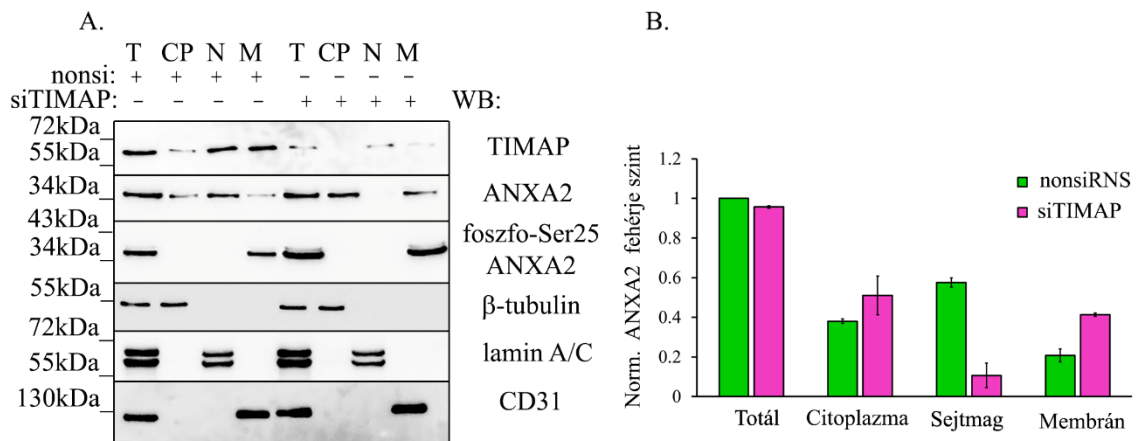 A.
T CP N M T CP N M
nonsi: + + + + − − − −
siTIMAP: − − − − + + + + WB:
72kDa
55kDa
TIMAP
34kDa
ANXA2
43kDa
34kDa
foszfo-Ser25
ANXA2
55kDa
β-tubulin
72kDa
55kDa
lamin A/C
130kDa
CD31
B.
Norm. ANXA2 fehérje szint
1.2
1
0.8
0.6
0.4
0.2
0
nonsiRNS
siTIMAP
Totál Citoplazma Sejtmag Membrán